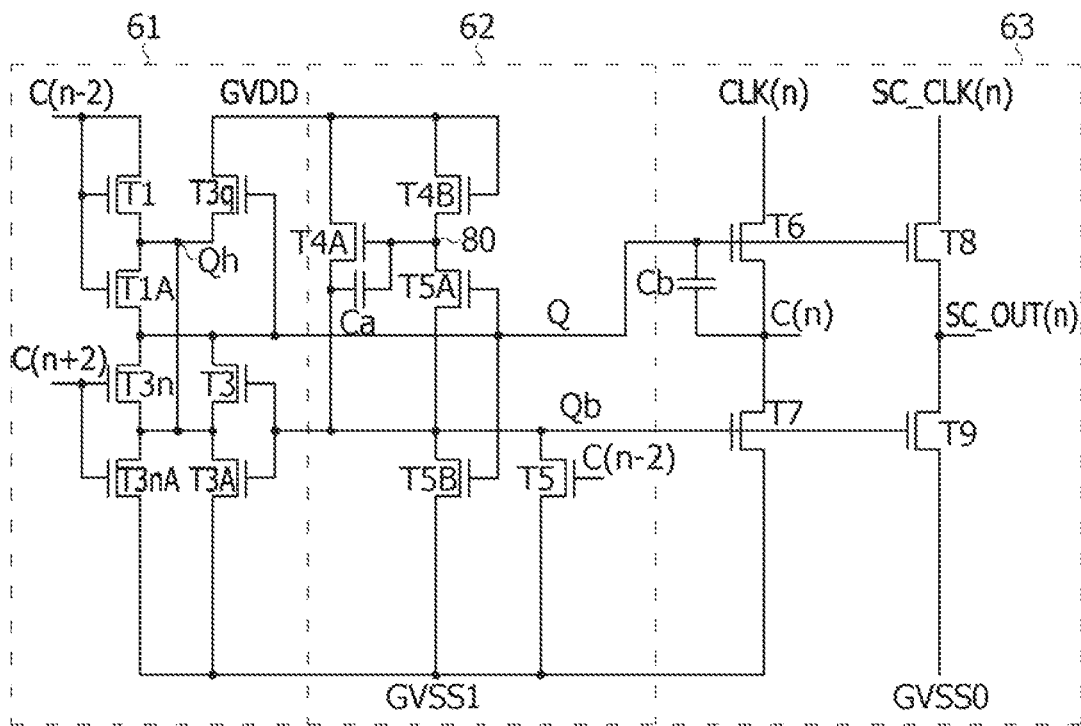 61 62 63
C(n-2) GVDD CLK(n) SC_CLK(n)
T1 T3q T4B
T4A 80 T6 T8
Qh
T1A Ca T5A Cb
Q C(n) SC_OUT(n)
C(n+2)
T3n T3
Qb T7 T9
T3nA T3A T5B T5 C(n-2)
GVSS1 GVSS0